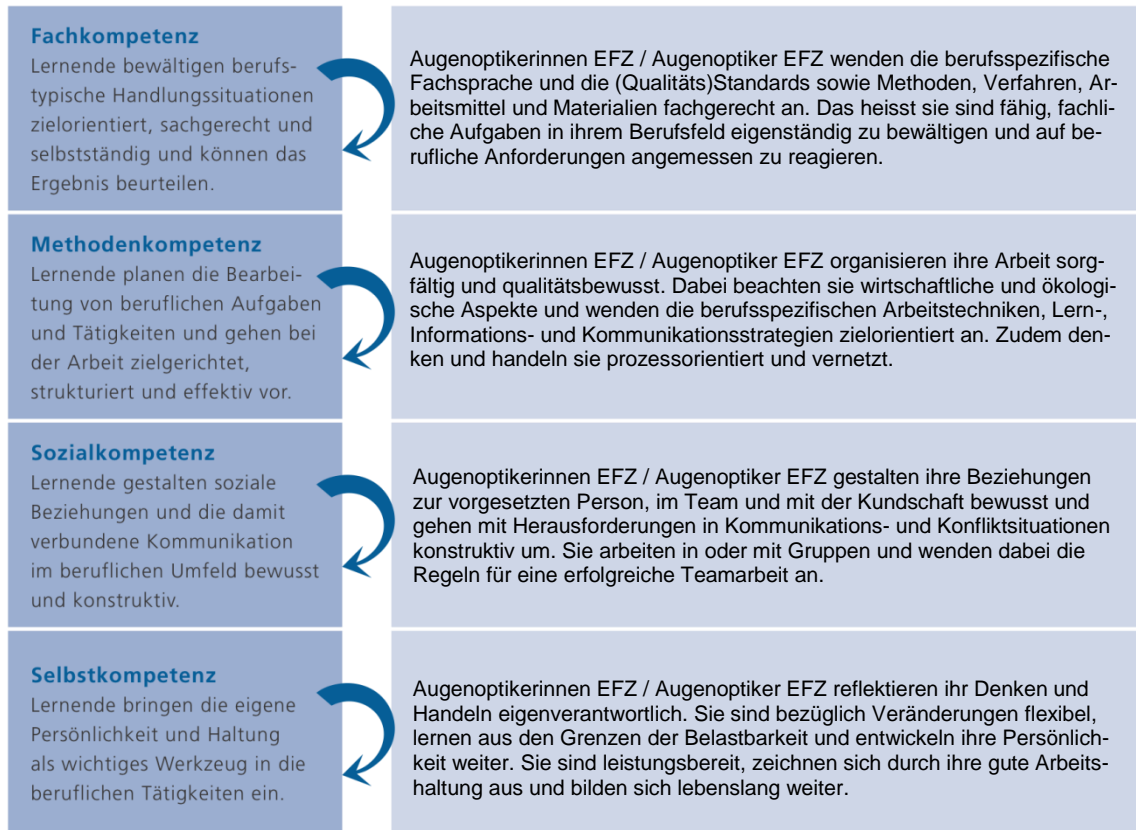 Fachkompetenz
Lernende bewältigen berufs-
typische Handlungssituationen
zielorientiert, sachgerecht und
selbstständig und können das
Ergebnis beurteilen.
Augenoptikerinnen EFZ / Augenoptiker EFZ wenden die berufsspezifische
Fachsprache und die (Qualitäts)Standards sowie Methoden, Verfahren, Ar-
beitsmittel und Materialien fachgerecht an. Das heisst sie sind fähig, fachli-
che Aufgaben in ihrem Berufsfeld eigenständig zu bewältigen und auf be-
rufliche Anforderungen angemessen zu reagieren.
Methodenkompetenz
Lernende planen die Bearbei-
tung von beruflichen Aufgaben
und Tätigkeiten und gehen bei
der Arbeit zielgerichtet,
strukturiert und effektiv vor.
Augenoptikerinnen EFZ / Augenoptiker EFZ organisieren ihre Arbeit sorg-
fältig und qualitätsbewusst. Dabei beachten sie wirtschaftliche und ökologi-
sche Aspekte und wenden die berufsspezifischen Arbeitstechniken, Lern-,
Informations- und Kommunikationsstrategien zielorientiert an. Zudem den-
ken und handeln sie prozessorientiert und vernetzt.
Sozialkompetenz
Lernende gestalten soziale
Beziehungen und die damit
verbundene Kommunikation
im beruflichen Umfeld bewusst
und konstruktiv.
Augenoptikerinnen EFZ / Augenoptiker EFZ gestalten ihre Beziehungen
zur vorgesetzten Person, im Team und mit der Kundschaft bewusst und
gehen mit Herausforderungen in Kommunikations- und Konfliktsituationen
konstruktiv um. Sie arbeiten in oder mit Gruppen und wenden dabei die
Regeln für eine erfolgreiche Teamarbeit an.
Selbstkompetenz
Lernende bringen die eigene
Persönlichkeit und Haltung
als wichtiges Werkzeug in die
beruflichen Tätigkeiten ein.
Augenoptikerinnen EFZ / Augenoptiker EFZ reflektieren ihr Denken und
Handeln eigenverantwortlich. Sie sind bezüglich Veränderungen flexibel,
lernen aus den Grenzen der Belastbarkeit und entwickeln ihre Persönlich-
keit weiter. Sie sind leistungsbereit, zeichnen sich durch ihre gute Arbeits-
haltung aus und bilden sich lebenslang weiter.